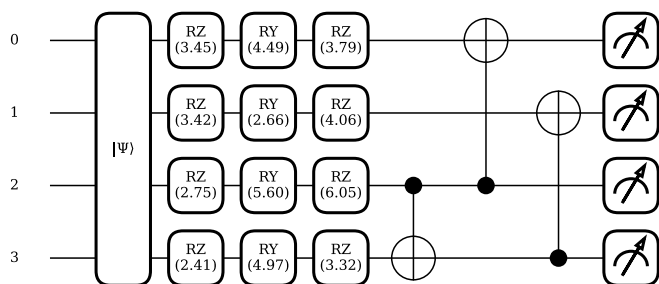 0 RZ (3.45) RY (4.49) RZ (3.79)
1 RZ (3.42) RY (2.66) RZ (4.06)
|Ψ⟩
2 RZ (2.75) RY (5.60) RZ (6.05)
3 RZ (2.41) RY (4.97) RZ (3.32)